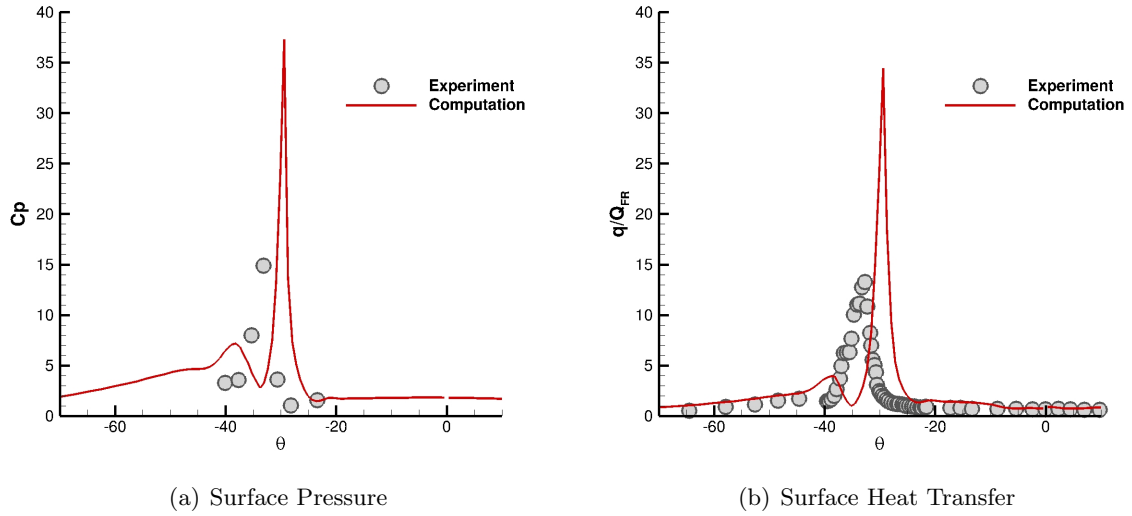 40
35
30
25
20
15
10
5
0
Cp
-60
-40
-20
0
θ
Experiment
Computation
(a) Surface Pressure
40
35
30
25
20
15
10
5
0
q/Q_FR
-60
-40
-20
0
θ
Experiment
Computation
(b) Surface Heat Transfer